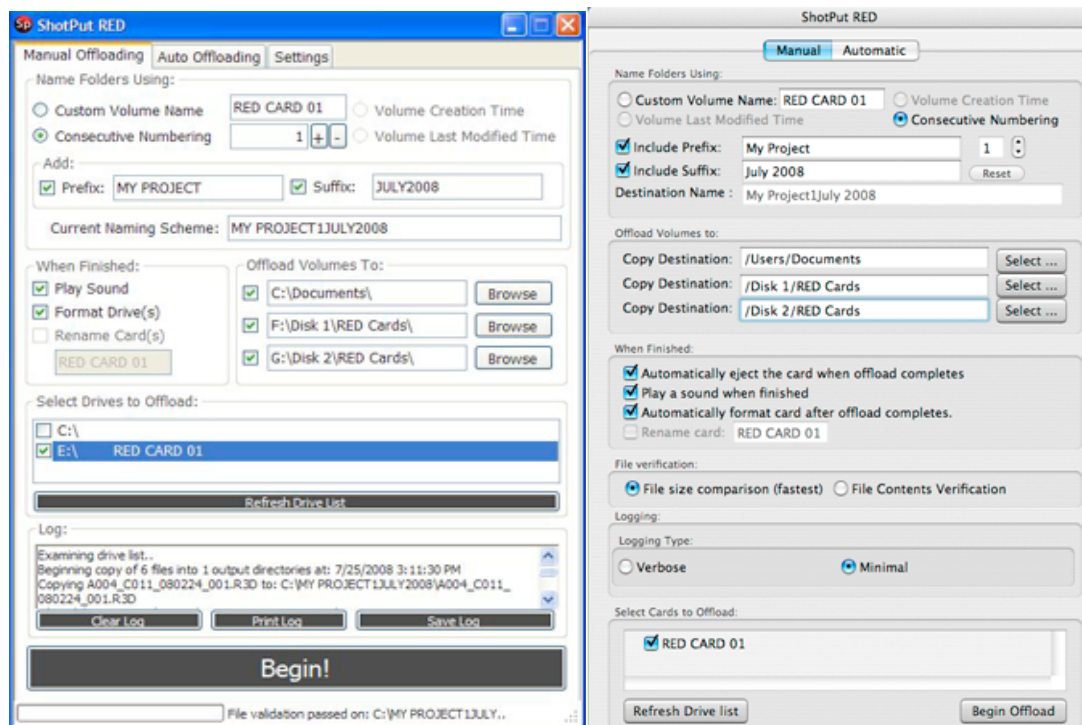 ShotPut RED
Manual Offloading Auto Offloading Settings
Name Folders Using:
Custom Volume Name RED CARD 01 Volume Creation Time
Consecutive Numbering 1 + - Volume Last Modified Time
Add:
Prefix: MY PROJECT Suffix: JULY2008
Current Naming Scheme: MY PROJECT1JULY2008
When Finished:
Play Sound
Format Drive(s)
Rename Card(s)
RED CARD 01
Offload Volumes To:
C:\Documents\ Browse
F:\Disk 1\RED Cards\ Browse
G:\Disk 2\RED Cards\ Browse
Select Drives to Offload:
C:\
E:\ RED CARD 01
Refresh Drive List
Log:
Examining drive list..
Beginning copy of 6 files into 1 output directories at: 7/25/2008 3:11:30 PM
Copying A004_C011_080224_001.R3D to: C:\MY PROJECT1JULY2008\A004_C011_
080224_001.R3D
Clear Log Print Log Save Log
Begin!
File validation passed on: C:\MY PROJECT1JULY..
ShotPut RED
Manual Automatic
Name Folders Using:
Custom Volume Name: RED CARD 01 Volume Creation Time
Volume Last Modified Time Consecutive Numbering
Include Prefix: My Project 1
Include Suffix: July 2008 Reset
Destination Name : My Project1July 2008
Offload Volumes to:
Copy Destination: /Users/Documents Select ...
Copy Destination: /Disk 1/RED Cards Select ...
Copy Destination: /Disk 2/RED Cards Select ...
When Finished:
Automatically eject the card when offload completes
Play a sound when finished
Automatically format card after offload completes.
Rename card: RED CARD 01
File verification:
File size comparison (fastest) File Contents Verification
Logging:
Logging Type:
Verbose Minimal
Select Cards to Offload:
RED CARD 01
Refresh Drive list Begin Offload